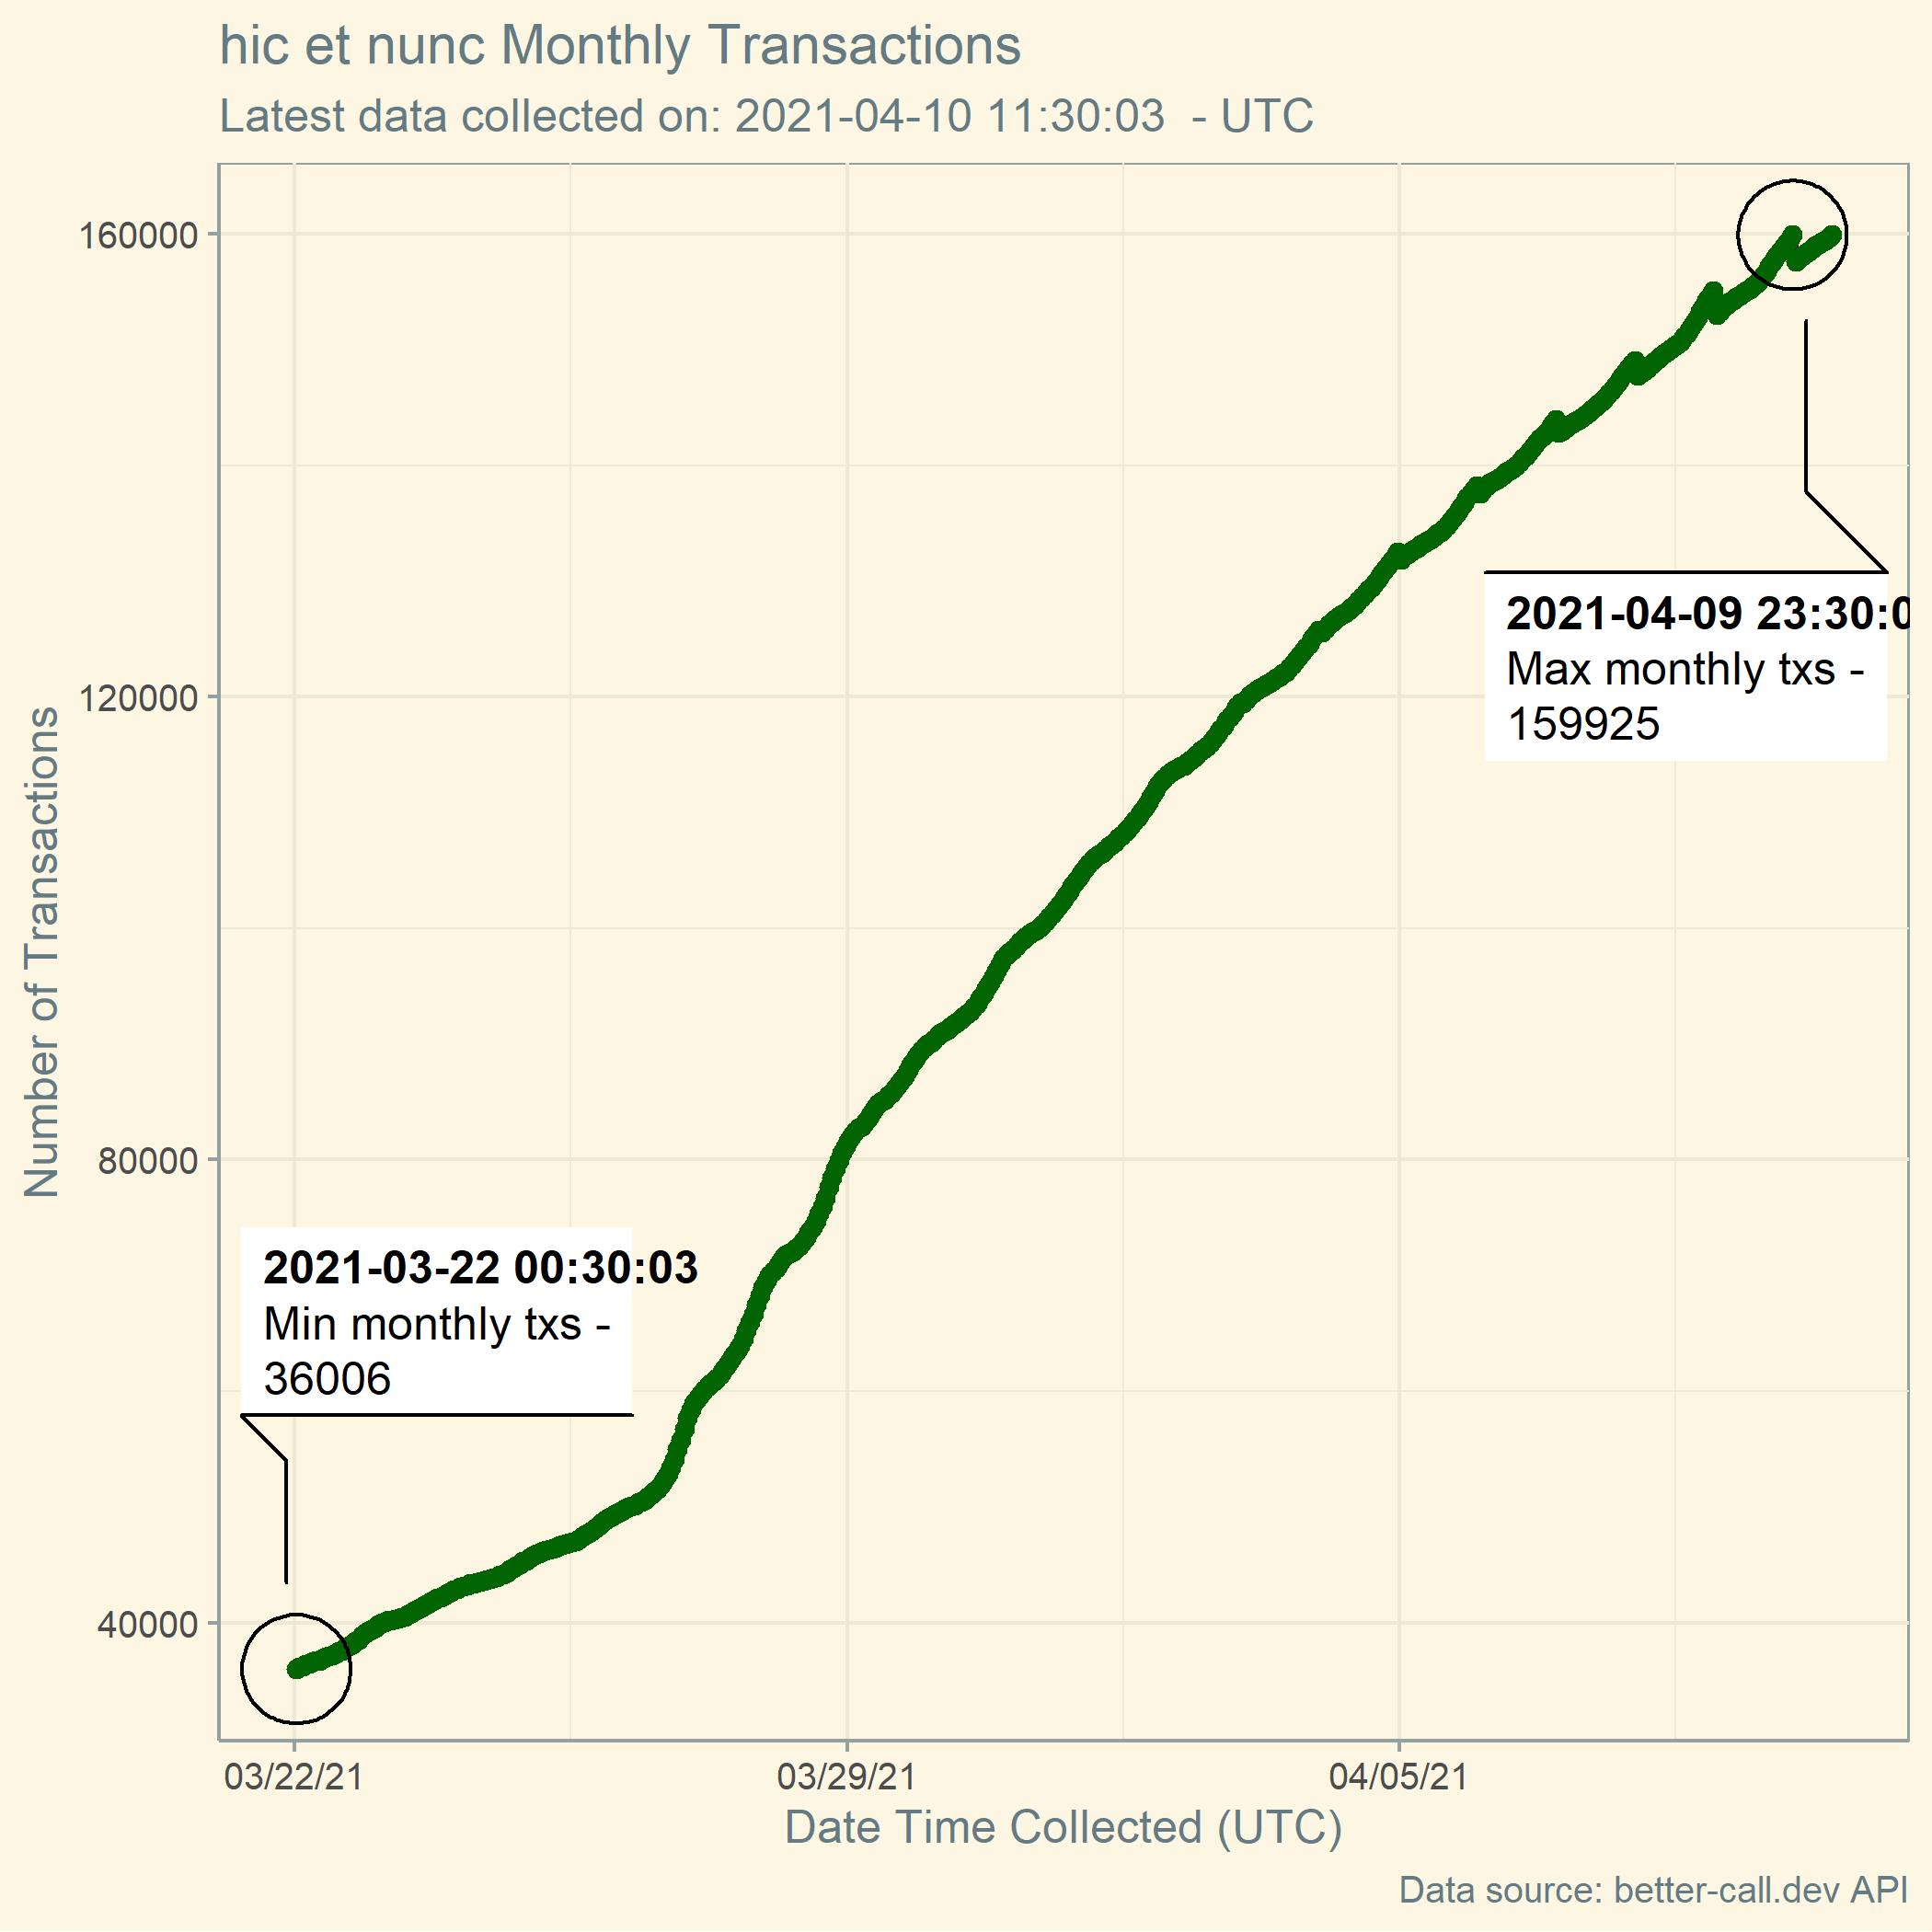 hic et nunc Monthly Transactions
Latest data collected on: 2021-04-10 11:30:03  - UTC
160000
120000
80000
40000
Number of Transactions
2021-04-09 23:30:0
Max monthly txs -
159925
2021-03-22 00:30:03
Min monthly txs -
36006
03/22/21
03/29/21
04/05/21
Date Time Collected (UTC)
Data source: better-call.dev API